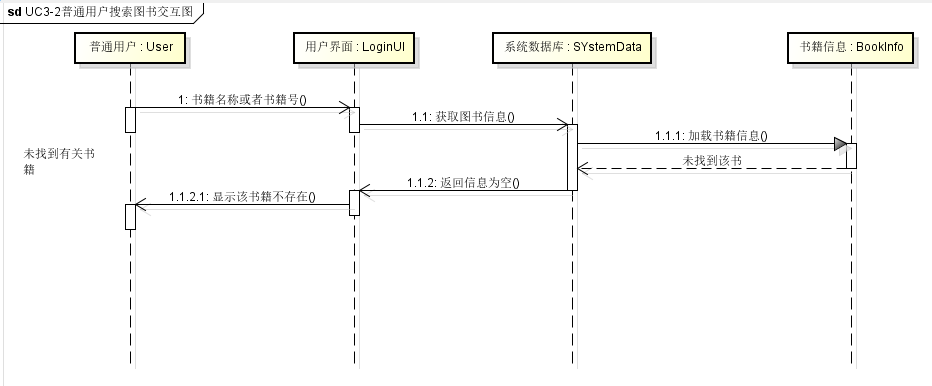 sd UC3-2普通用户搜索图书交互图
普通用户 : User
用户界面 : LoginUI
系统数据库 : SYstemData
书籍信息 : BookInfo
1: 书籍名称或者书籍号()
1.1: 获取图书信息()
1.1.1: 加载书籍信息()
未找到有关书
籍
未找到该书
1.1.2: 返回信息为空()
1.1.2.1: 显示该书籍不存在()